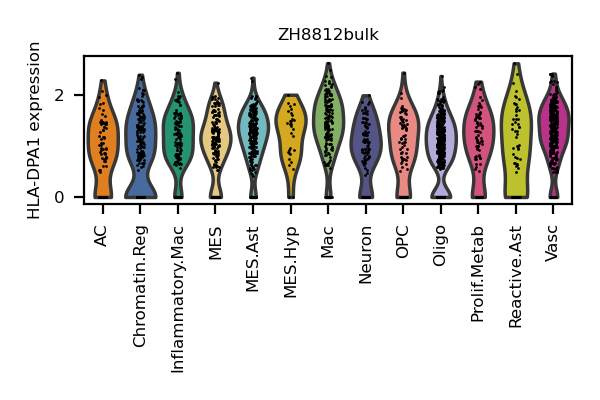 ZH8812bulk
HLA-DPA1 expression
2
0
AC
Chromatin.Reg
Inflammatory.Mac
MES
MES.Ast
MES.Hyp
Mac
Neuron
OPC
Oligo
Prolif.Metab
Reactive.Ast
Vasc